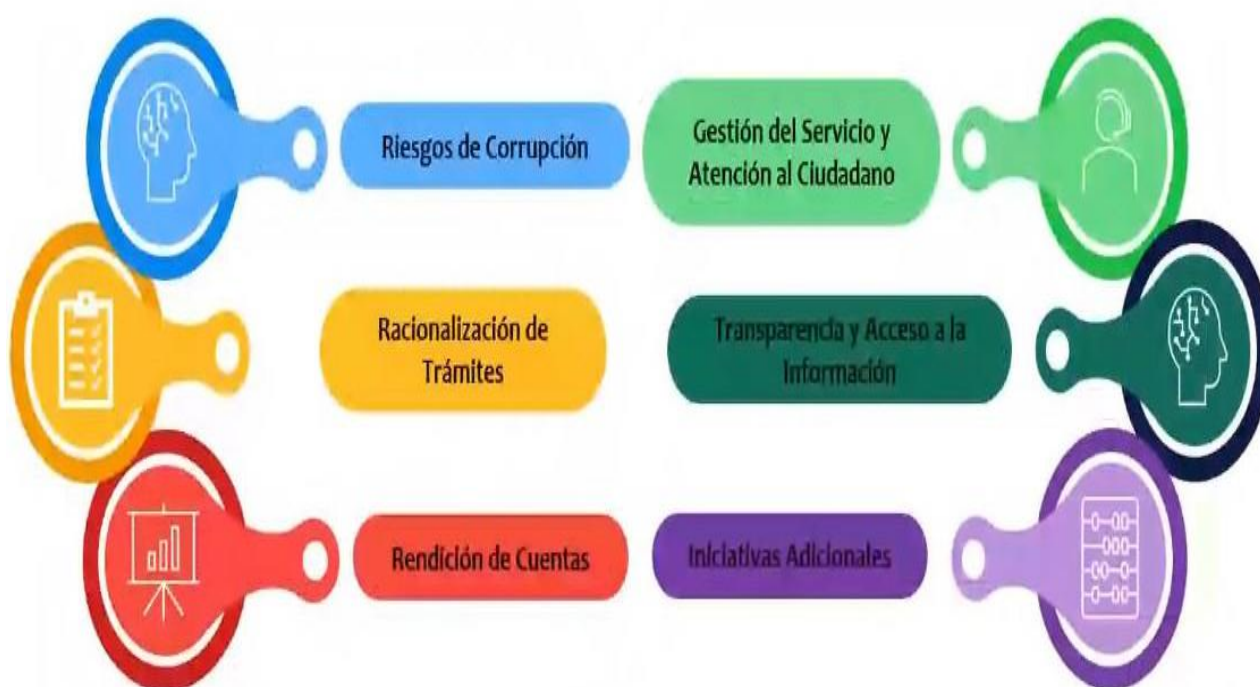 Riesgos de Corrupción
Gestión del Servicio y
Atención al Ciudadano
Racionalización de
Trámites
Transparencia y Acceso a la
Información
Rendición de Cuentas
Iniciativas Adicionales